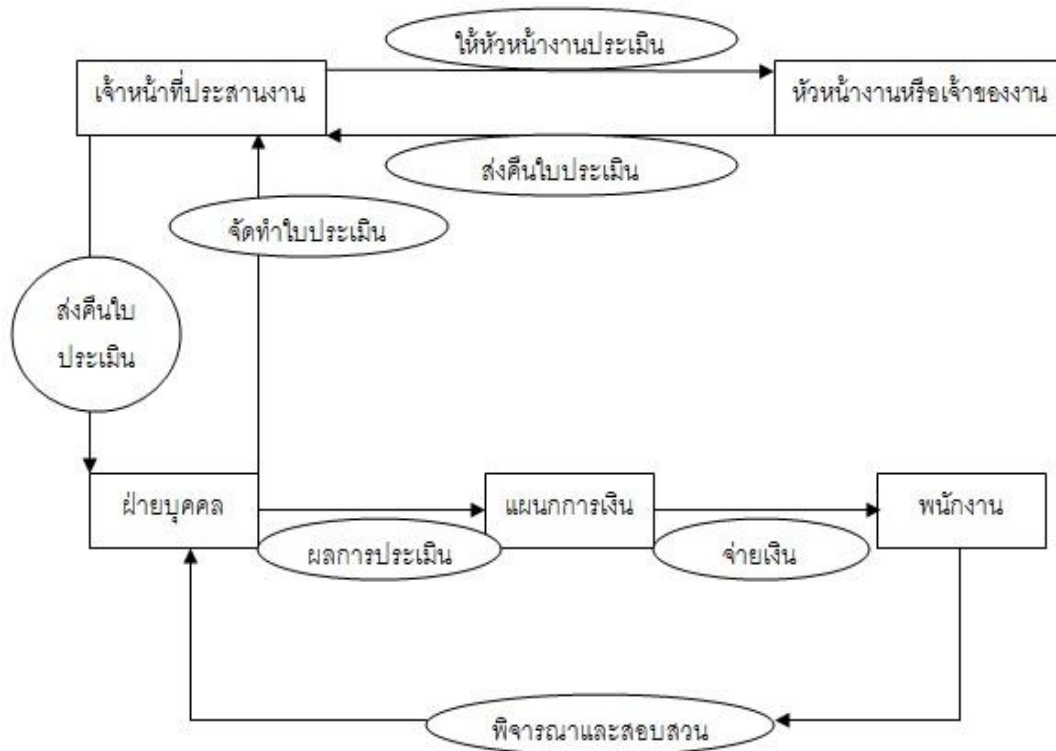 ให้หัวหน้างานประเมิน
เจ้าหน้าที่ประสานงาน
หัวหน้างานหรือเจ้าของงาน
ส่งคืนใบประเมิน
จัดทำใบประเมิน
ส่งคืนใบ
ประเมิน
ฝ่ายบุคคล
แผนกการเงิน
พนักงาน
ผลการประเมิน
จ่ายเงิน
พิจารณาและสอบสวน